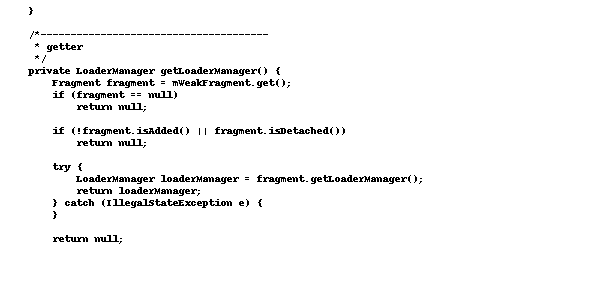 }
/*--------------------------------------
* getter
*/
private LoaderManager getLoaderManager() {
Fragment fragment = mWeakFragment.get();
if (fragment == null)
return null;
if (!fragment.isAdded() || fragment.isDetached())
return null;
try {
LoaderManager loaderManager = fragment.getLoaderManager();
return loaderManager;
} catch (IllegalStateException e) {
}
return null;